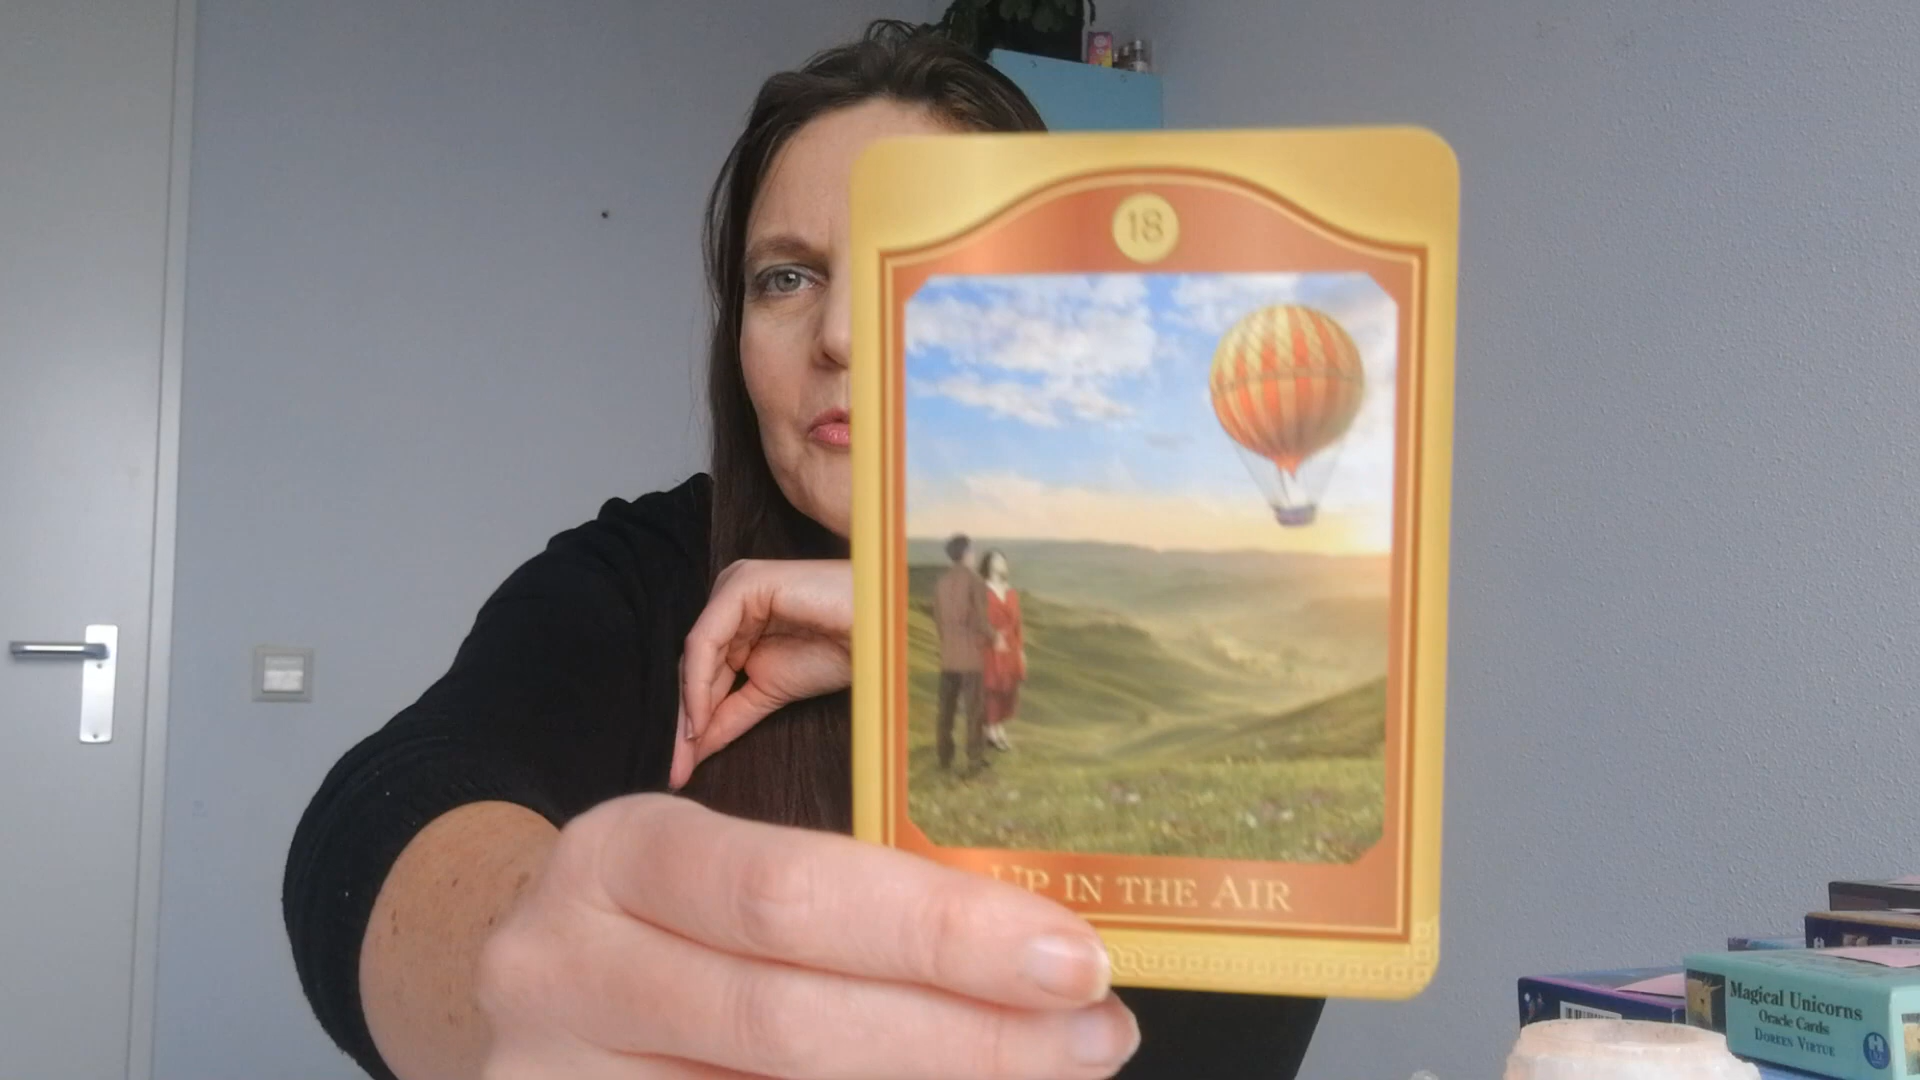 18
UP IN THE AIR
Magical Unicorns
Oracle Cards
DOREEN VIRTUE